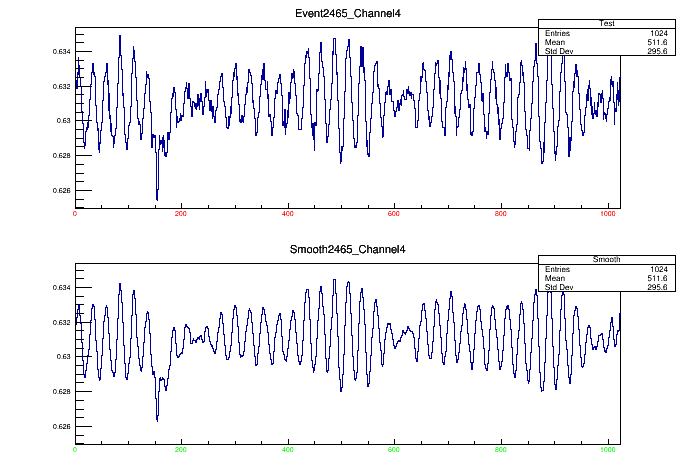 Event2465_Channel4
Test
Entries 1024
Mean 511.6
Std Dev 295.6
0.634
0.632
0.63
0.628
0.626
0 200 400 600 800 1000
Smooth2465_Channel4
Smooth
Entries 1024
Mean 511.6
Std Dev 295.6
0.634
0.632
0.63
0.628
0.626
0 200 400 600 800 1000